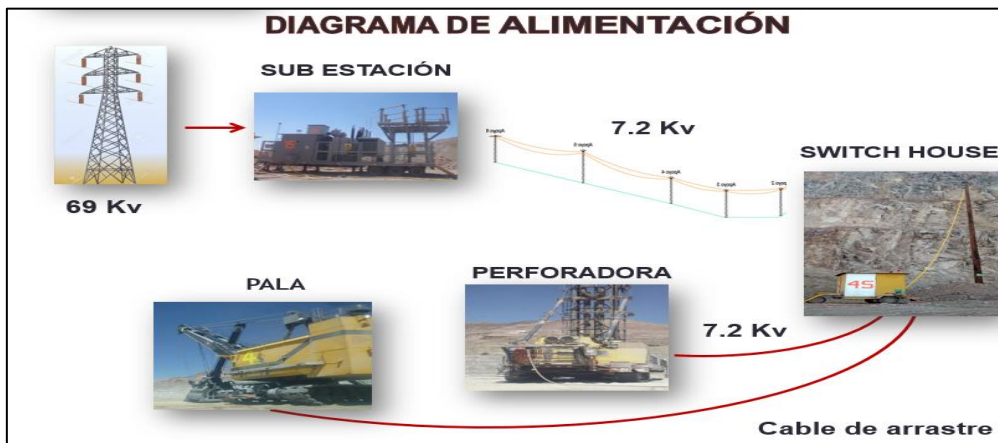 DIAGRAMA DE ALIMENTACIÓN
SUB ESTACIÓN
7.2 Kv
SWITCH HOUSE
69 Kv
45
PALA
PERFORADORA
7.2 Kv
Cable de arrastre